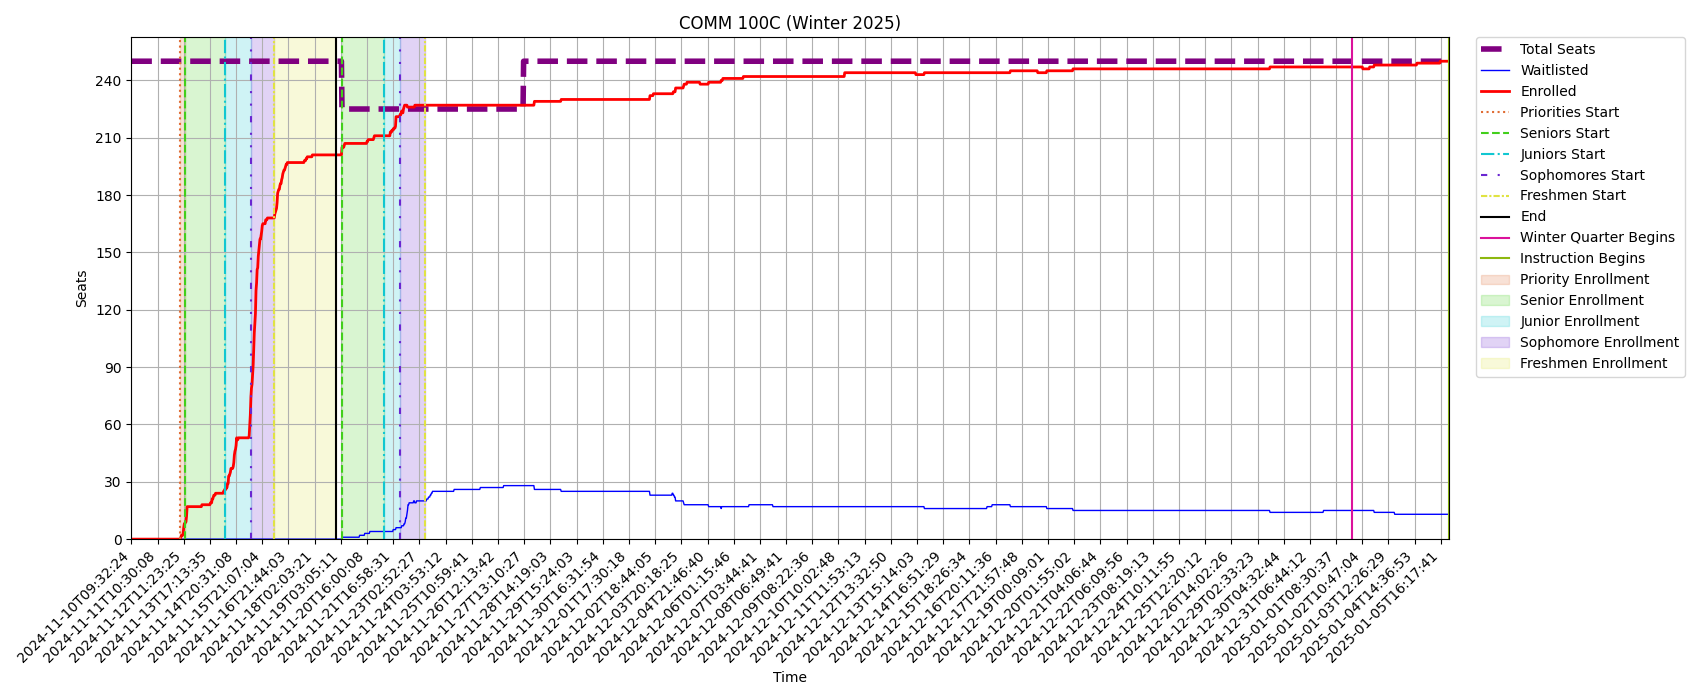 COMM 100C (Winter 2025)
Seats
240
210
180
150
120
90
60
30
0
2024-11-10T09:32:24
2024-11-11T10:30:08
2024-11-12T11:23:25
2024-11-13T17:13:35
2024-11-14T20:31:08
2024-11-15T21:07:04
2024-11-16T21:44:03
2024-11-18T02:03:21
2024-11-19T03:05:11
2024-11-20T16:00:08
2024-11-21T16:58:31
2024-11-23T02:52:27
2024-11-24T03:53:12
2024-11-25T10:59:41
2024-11-26T12:13:42
2024-11-27T13:10:27
2024-11-28T14:19:03
2024-11-29T15:24:03
2024-11-30T16:31:54
2024-12-01T17:30:18
2024-12-02T18:44:05
2024-12-03T20:18:25
2024-12-04T21:46:40
2024-12-06T01:15:46
2024-12-07T03:44:41
2024-12-08T06:49:41
2024-12-09T08:22:36
2024-12-10T10:02:48
2024-12-11T11:53:13
2024-12-12T13:32:50
2024-12-13T15:14:03
2024-12-14T16:51:29
2024-12-15T18:26:34
2024-12-16T20:11:36
2024-12-17T21:57:48
2024-12-19T00:09:01
2024-12-20T01:55:02
2024-12-21T04:06:44
2024-12-22T06:09:56
2024-12-23T08:19:13
2024-12-24T10:11:55
2024-12-25T12:20:12
2024-12-26T14:02:26
2024-12-29T02:33:23
2024-12-30T04:32:44
2024-12-31T06:44:12
2025-01-01T08:30:37
2025-01-02T10:47:04
2025-01-03T12:26:29
2025-01-04T14:36:53
2025-01-05T16:17:41
Time
Total Seats
Waitlisted
Enrolled
Priorities Start
Seniors Start
Juniors Start
Sophomores Start
Freshmen Start
End
Winter Quarter Begins
Instruction Begins
Priority Enrollment
Senior Enrollment
Junior Enrollment
Sophomore Enrollment
Freshmen Enrollment